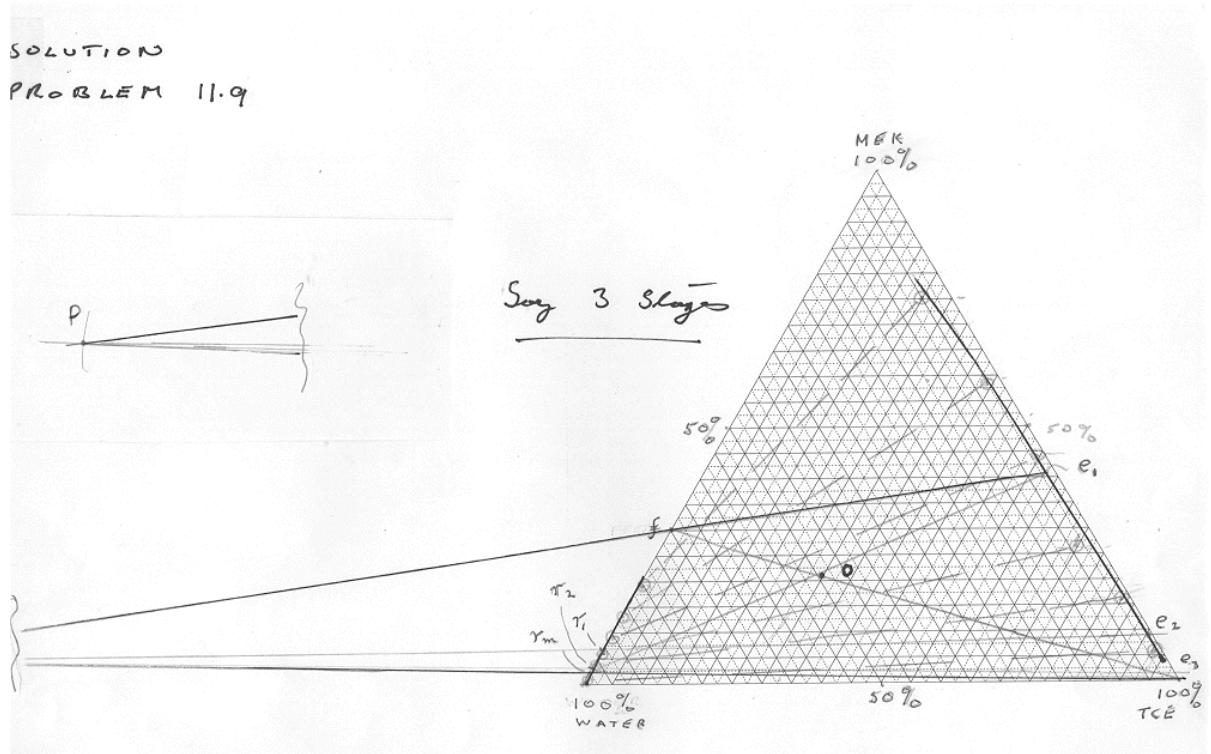 SOLUTION
PROBLEM 11.9
MEK
100%
P
Say 3 Stages
50%
50%
e₁
f
o
r₂
r₁
rₘ
e₂
e₃
100%
WATER
50%
100%
TCE